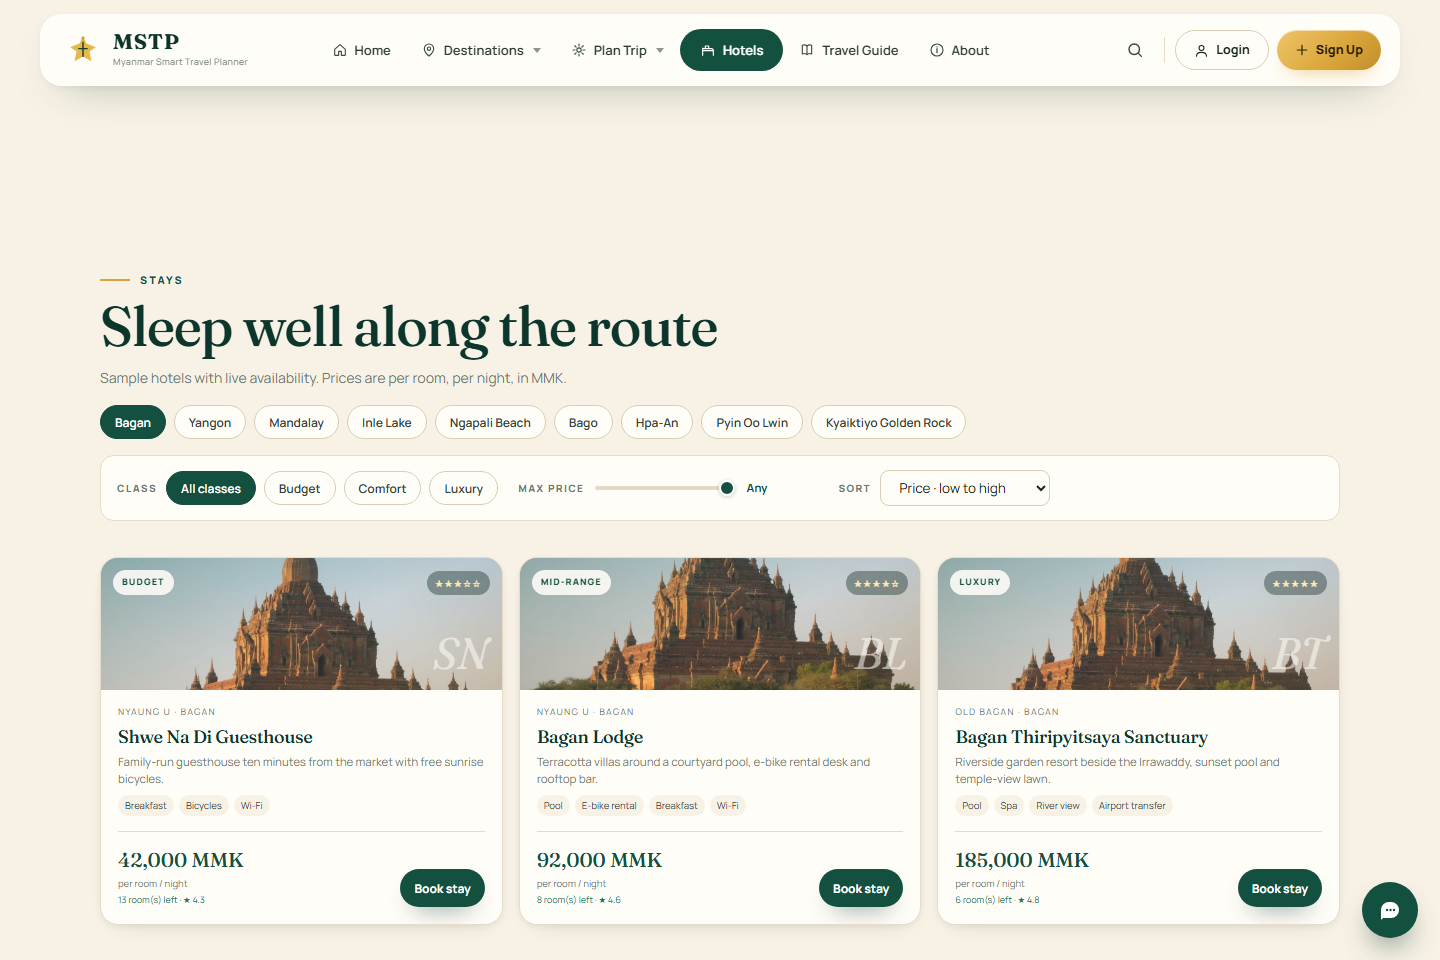 MSTP
Myanmar Smart Travel Planner
Home
Destinations
Plan Trip
Hotels
Travel Guide
About
Login
Sign Up
STAYS
Sleep well along the route
Sample hotels with live availability. Prices are per room, per night, in MMK.
Bagan
Yangon
Mandalay
Inle Lake
Ngapali Beach
Bago
Hpa-An
Pyin Oo Lwin
Kyaiktiyo Golden Rock
CLASS
All classes
Budget
Comfort
Luxury
MAX PRICE
Any
SORT
Price · low to high
BUDGET
★★★☆☆
SN
NYAUNG U · BAGAN
Shwe Na Di Guesthouse
Family-run guesthouse ten minutes from the market with free sunrise
bicycles.
Breakfast
Bicycles
Wi-Fi
42,000 MMK
per room / night
13 room(s) left · ★ 4.3
Book stay
MID-RANGE
★★★★☆
BL
NYAUNG U · BAGAN
Bagan Lodge
Terracotta villas around a courtyard pool, e-bike rental desk and
rooftop bar.
Pool
E-bike rental
Breakfast
Wi-Fi
92,000 MMK
per room / night
8 room(s) left · ★ 4.6
Book stay
LUXURY
★★★★★
BT
OLD BAGAN · BAGAN
Bagan Thiripyitsaya Sanctuary
Riverside garden resort beside the Irrawaddy, sunset pool and
temple-view lawn.
Pool
Spa
River view
Airport transfer
185,000 MMK
per room / night
6 room(s) left · ★ 4.8
Book stay